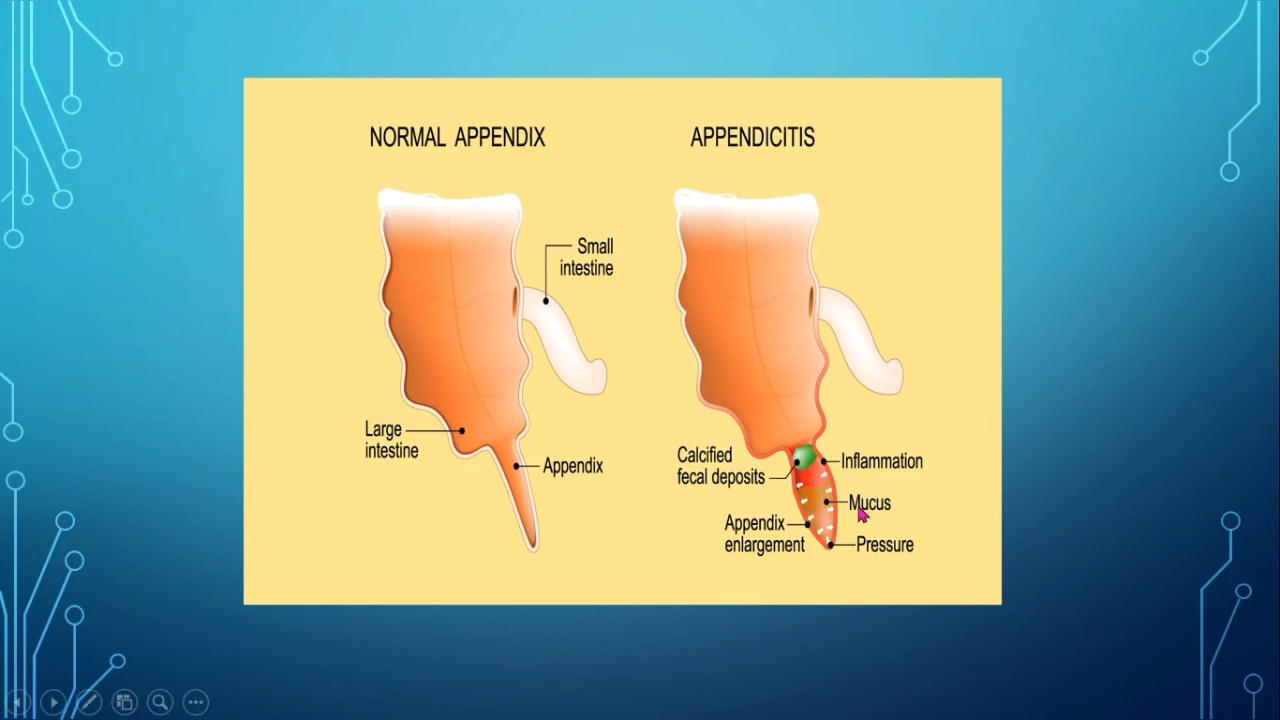 NORMAL APPENDIX
Small
intestine
Large
intestine
Appendix
APPENDICITIS
Calcified
fecal deposits
Inflammation
Mucus
Appendix
enlargement
Pressure